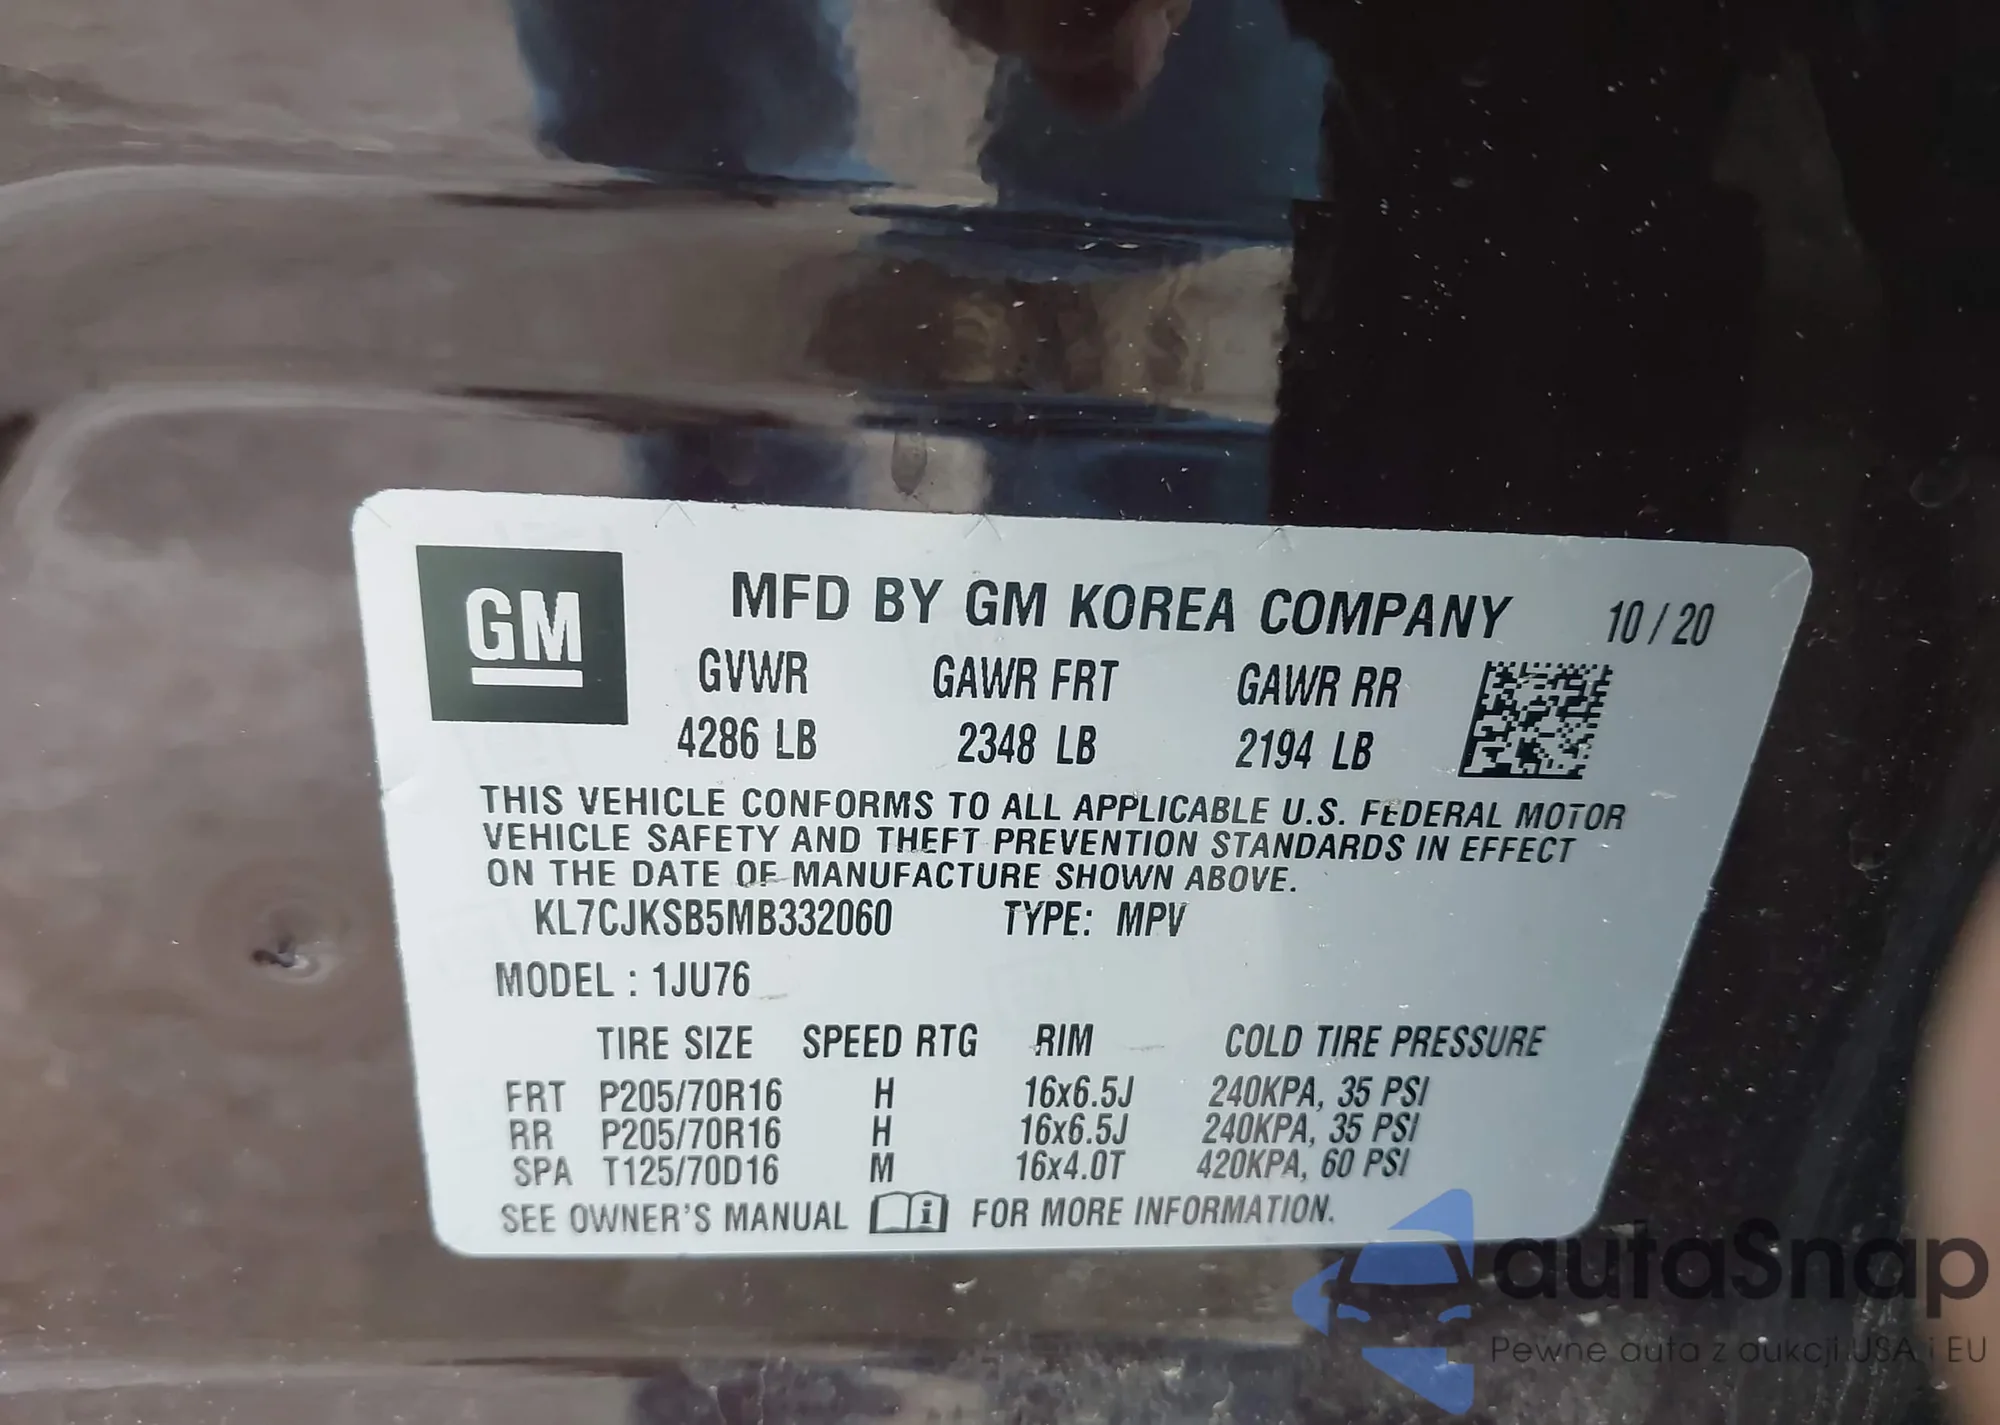 GM
MFD BY GM KOREA COMPANY 10 / 20
GVWR GAWR FRT GAWR RR
4286 LB 2348 LB 2194 LB
THIS VEHICLE CONFORMS TO ALL APPLICABLE U.S. FEDERAL MOTOR
VEHICLE SAFETY AND THEFT PREVENTION STANDARDS IN EFFECT
ON THE DATE OF MANUFACTURE SHOWN ABOVE.
KL7CJKSB5MB332060 TYPE: MPV
MODEL : 1JU76
TIRE SIZE SPEED RTG RIM COLD TIRE PRESSURE
FRT P205/70R16 H 16x6.5J 240KPA, 35 PSI
RR P205/70R16 H 16x6.5J 240KPA, 35 PSI
SPA T125/70D16 M 16x4.0T 420KPA, 60 PSI
SEE OWNER'S MANUAL i FOR MORE INFORMATION.
autaSnap
Pewne auta z aukcji USA i EU